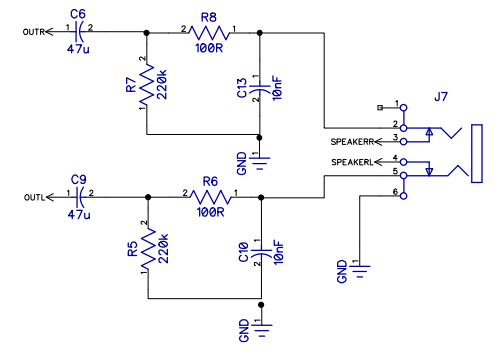 C6
OUTR 1 2
47u
R8
2 1
100R
R7
2
220k
1
C13
1
10nF
2
GND
1
J7
1
2
SPEAKERR 3
SPEAKERL 4
5
6
GND
1
C9
OUTL 1 2
47u
R6
2 1
100R
R5
2
220k
1
C10
1
10nF
2
GND
1